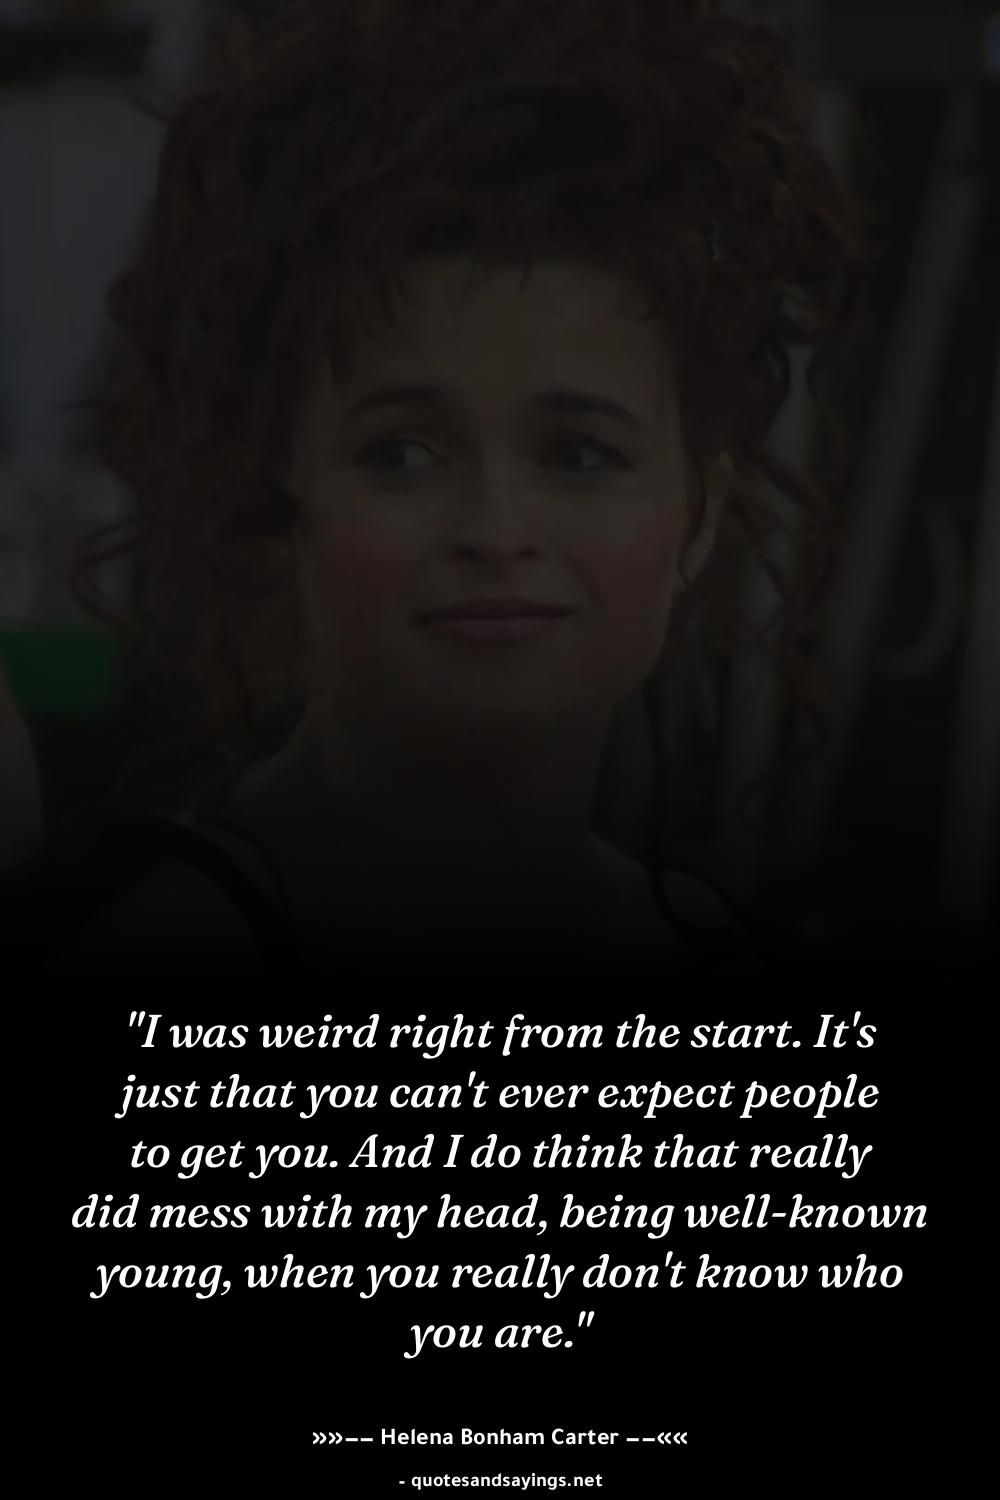 "I was weird right from the start. It's
just that you can't ever expect people
to get you. And I do think that really
did mess with my head, being well-known
young, when you really don't know who
you are."
»»–– Helena Bonham Carter ––««
- quotesandsayings.net